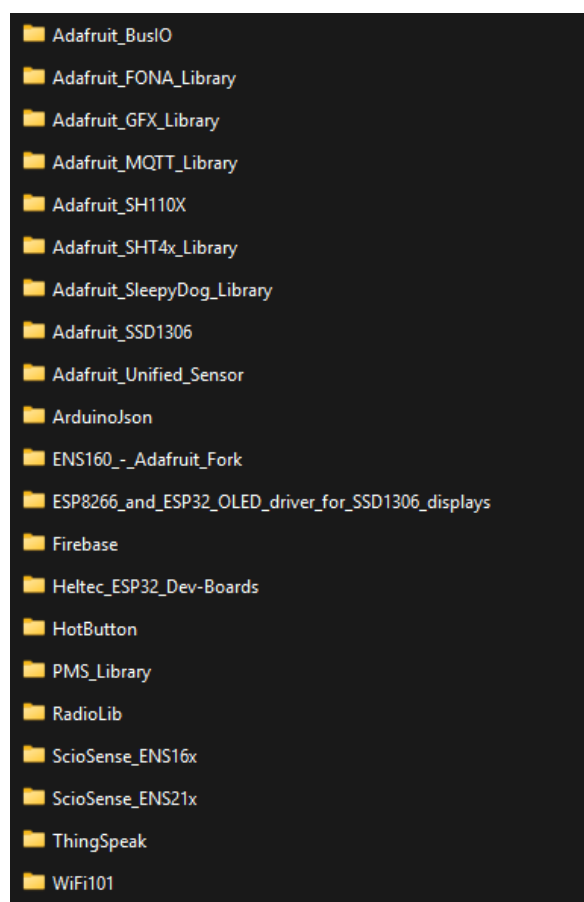 Adafruit_BusIO
Adafruit_FONA_Library
Adafruit_GFX_Library
Adafruit_MQTT_Library
Adafruit_SH110X
Adafruit_SHT4x_Library
Adafruit_SleepyDog_Library
Adafruit_SSD1306
Adafruit_Unified_Sensor
ArduinoJson
ENS160_-_Adafruit_Fork
ESP8266_and_ESP32_OLED_driver_for_SSD1306_displays
Firebase
Heltec_ESP32_Dev-Boards
HotButton
PMS_Library
RadioLib
ScioSense_ENS16x
ScioSense_ENS21x
ThingSpeak
WiFi101